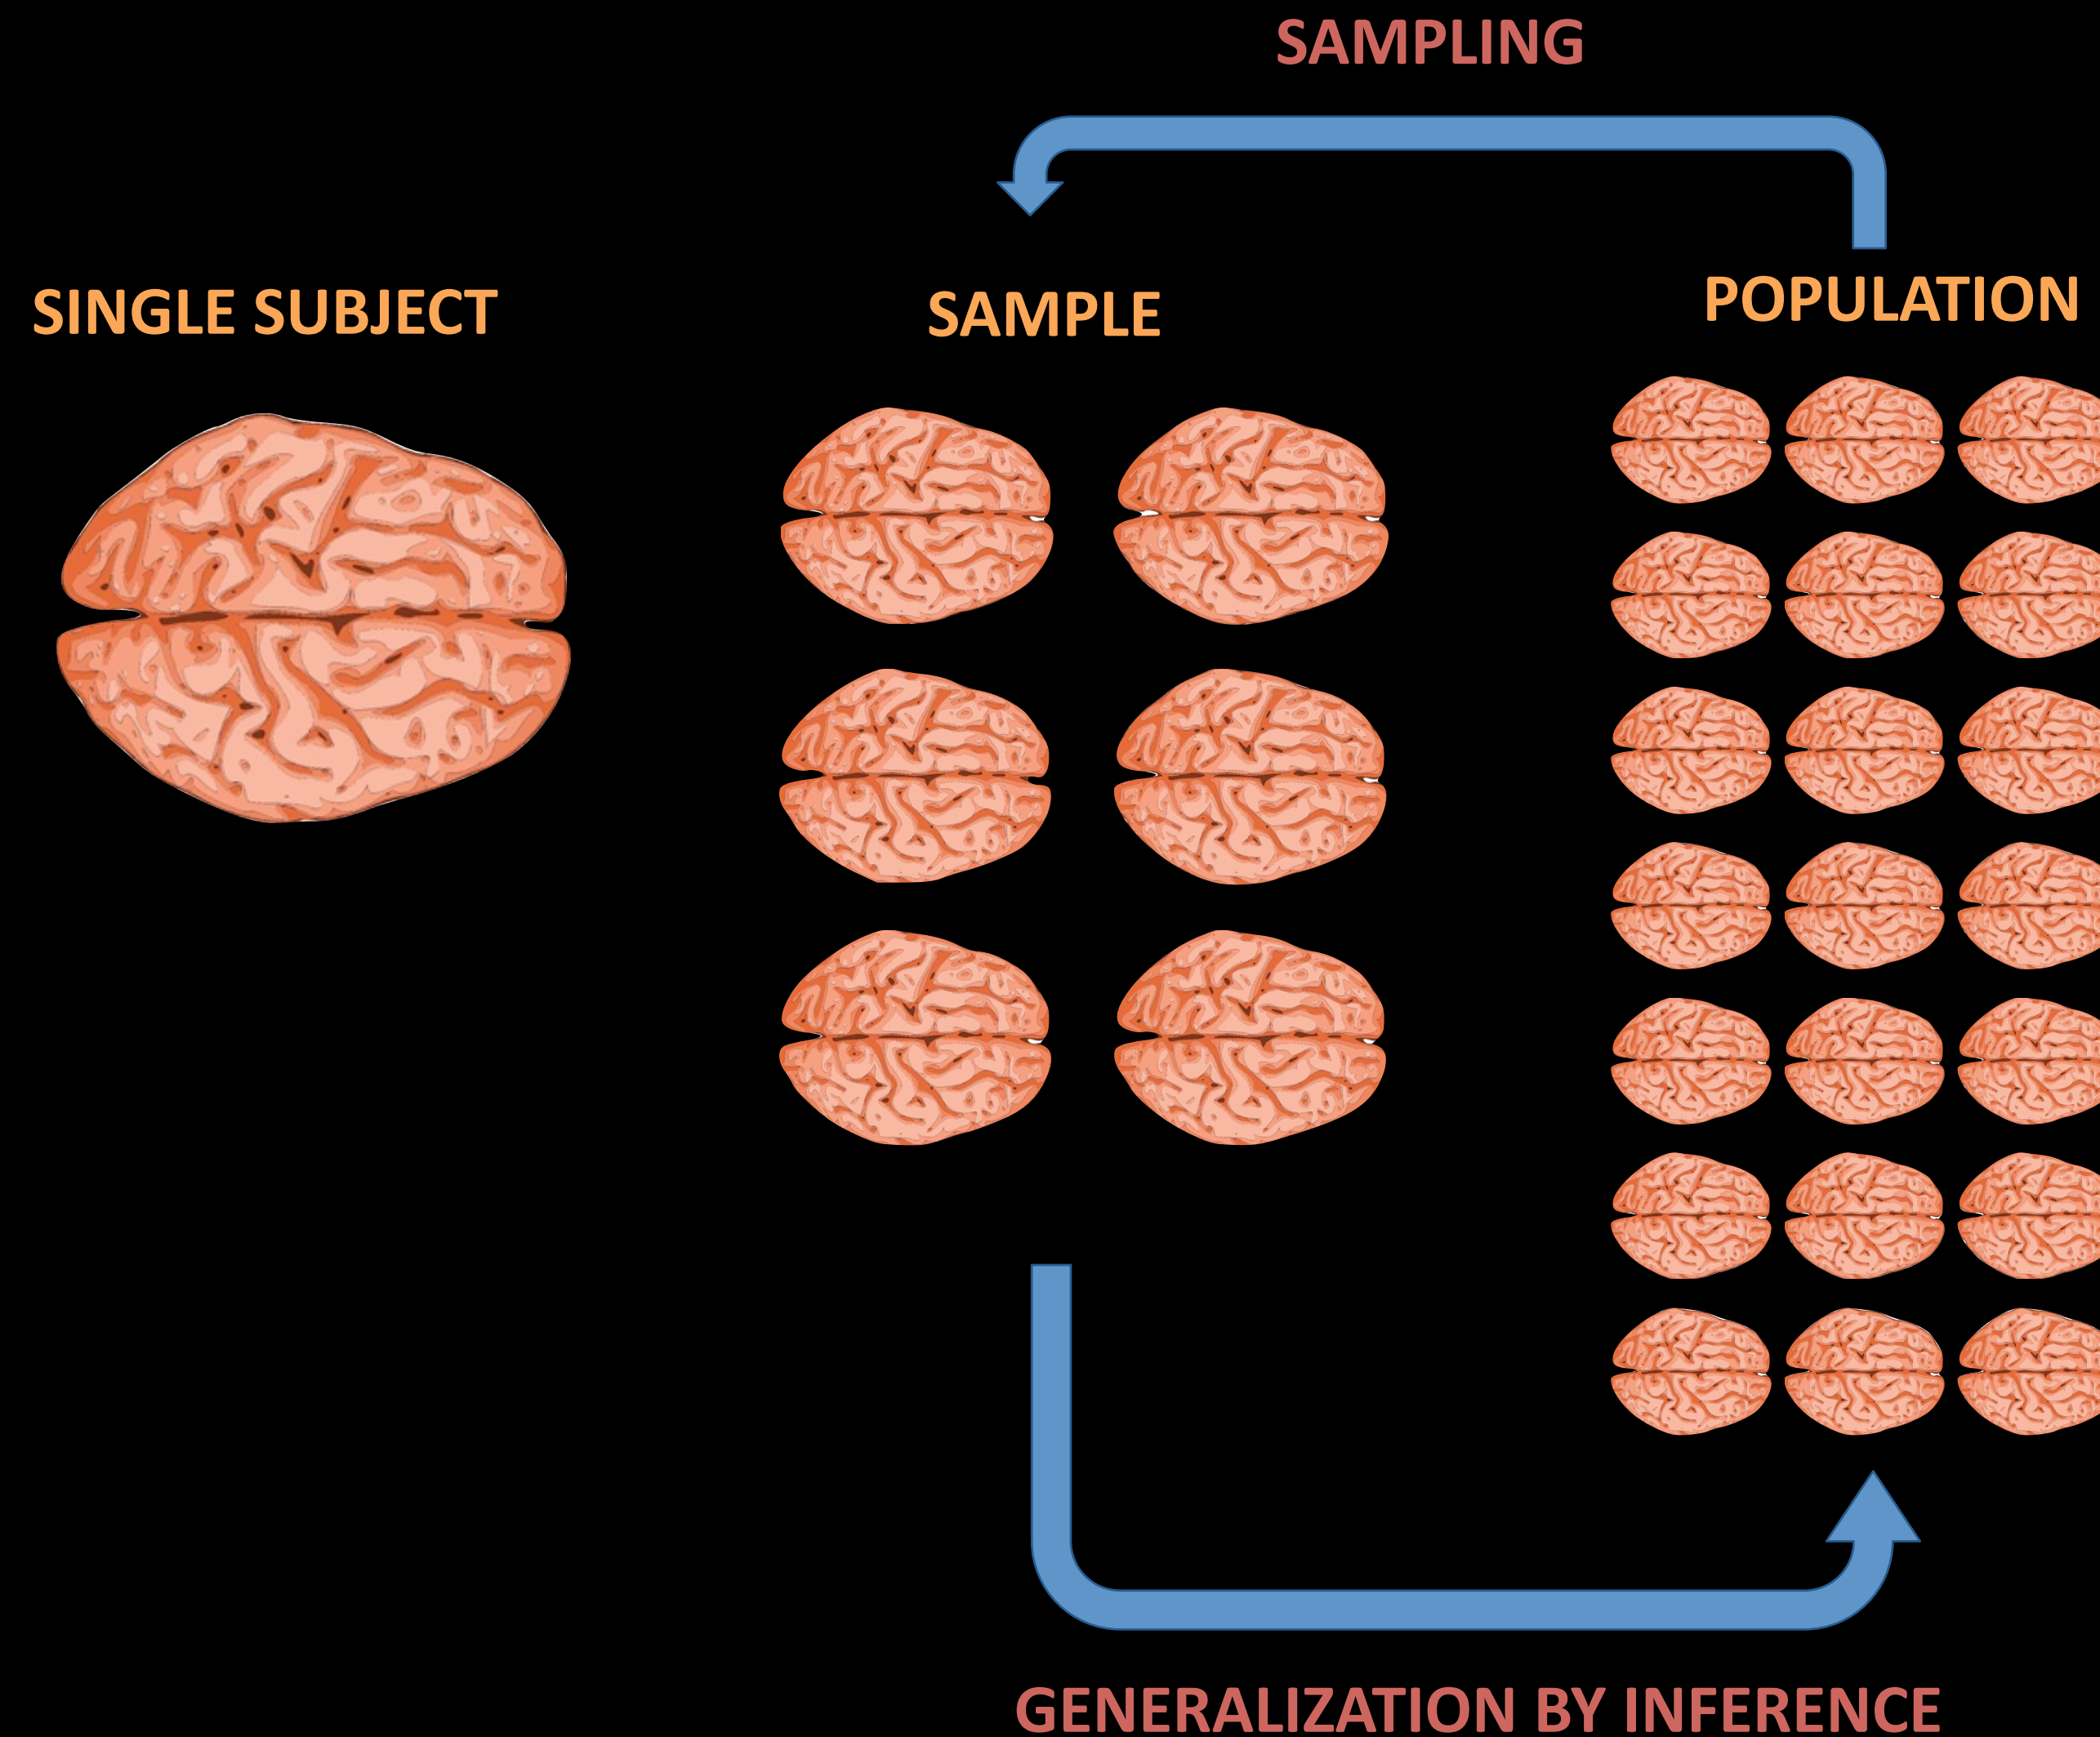 SAMPLING
SINGLE SUBJECT
SAMPLE
POPULATION
GENERALIZATION BY INFERENCE